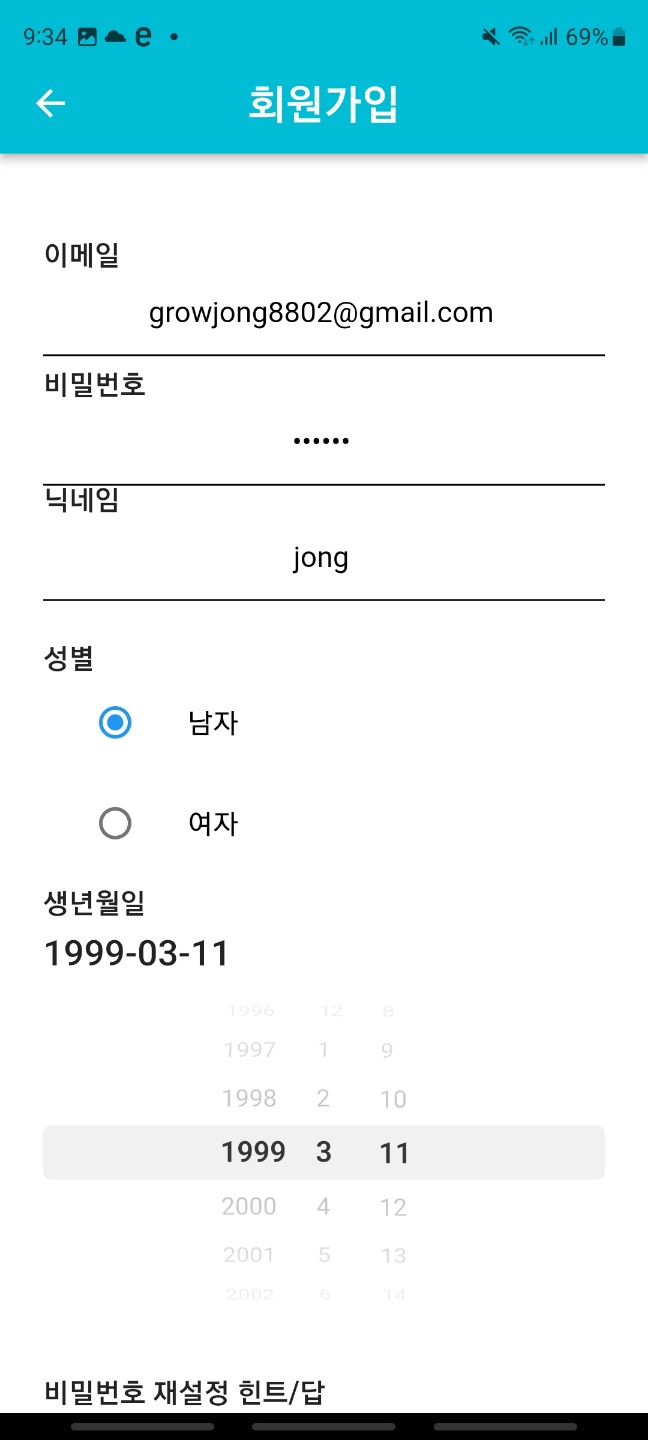 9:34 e • 69%
회원가입
이메일
growjong8802@gmail.com
비밀번호
••••••
닉네임
jong
성별
남자
여자
생년월일
1999-03-11
1996 12 8
1997 1 9
1998 2 10
1999 3 11
2000 4 12
2001 5 13
2002 6 14
비밀번호 재설정 힌트/답